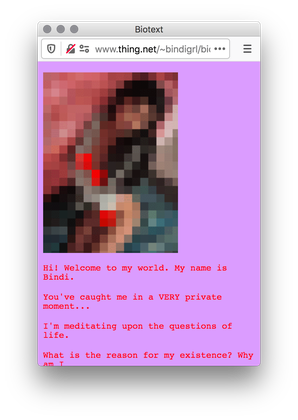 Biotext
www.thing.net/~bindigrl/bio
Hi! Welcome to my world. My name is
Bindi.
You've caught me in a VERY private
moment...
I'm meditating upon the questions of
life.
What is the reason for my existence? Why
am I